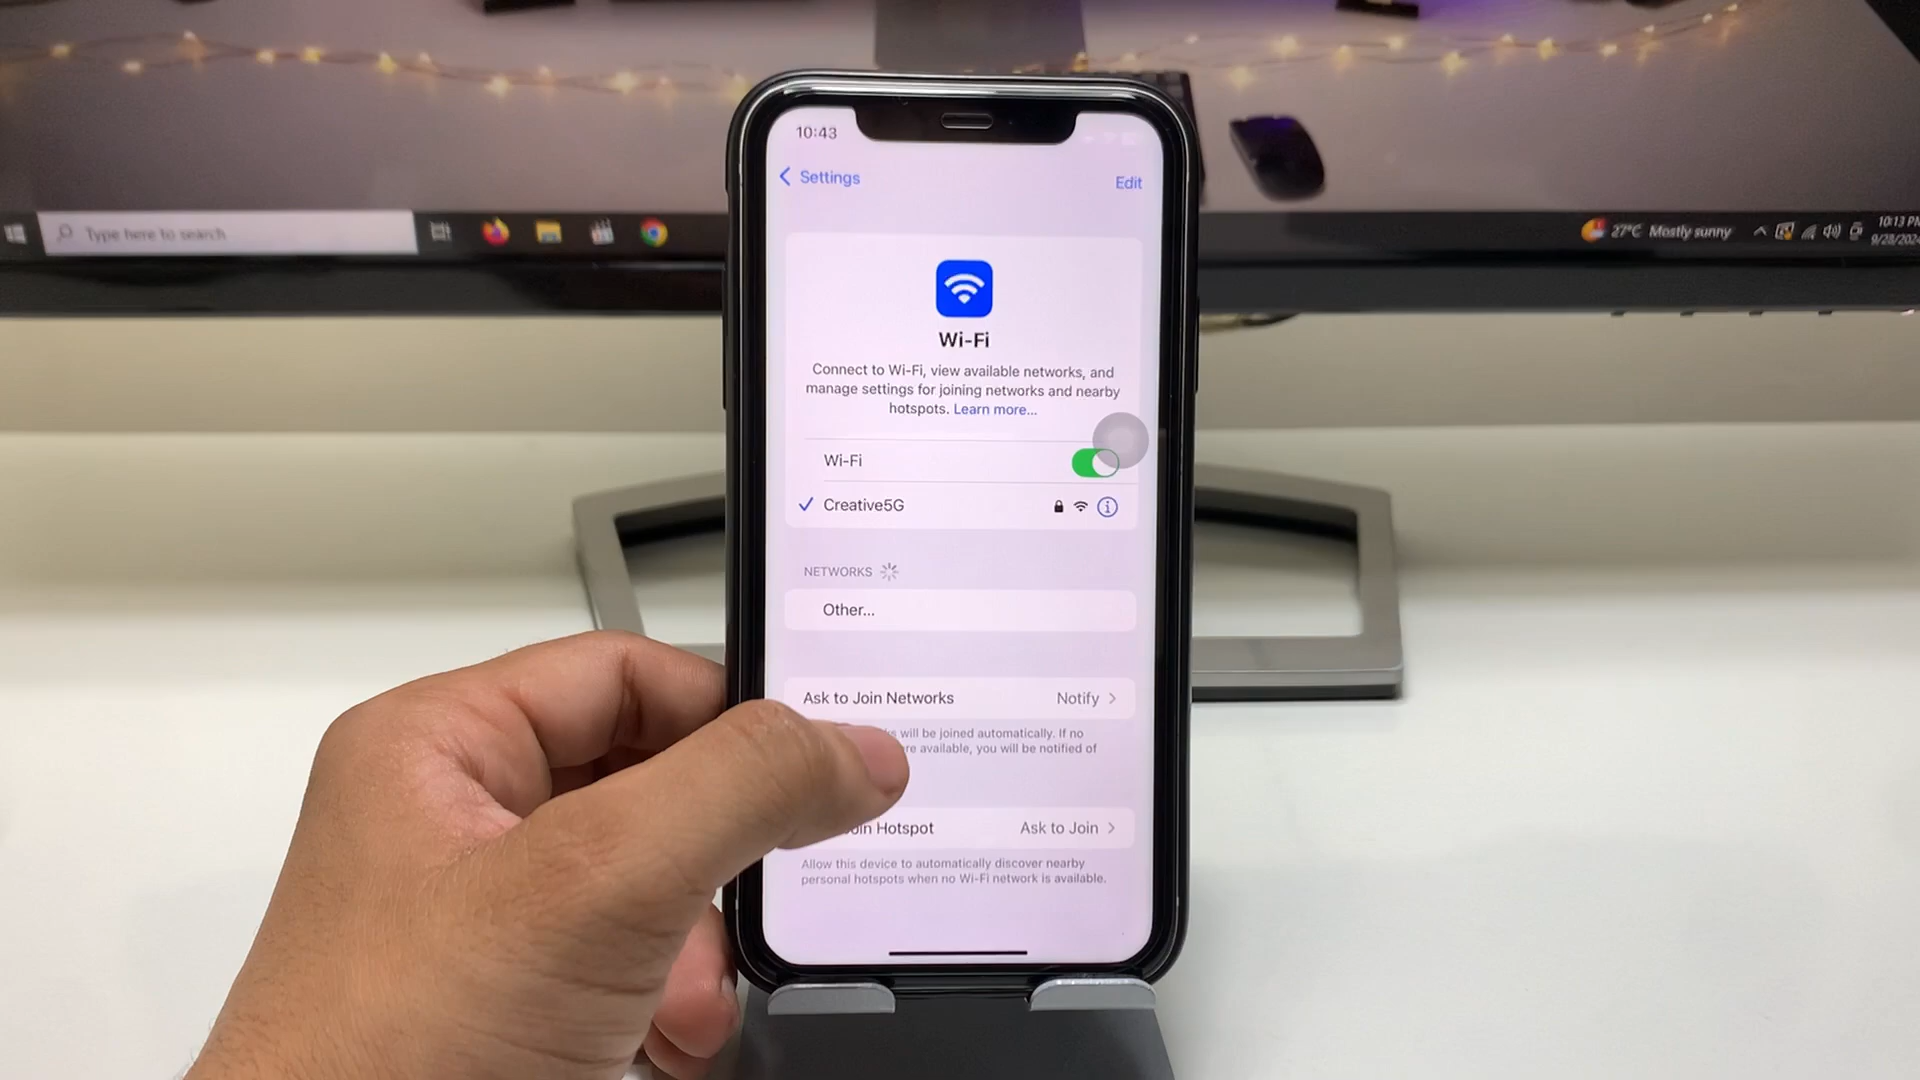 10:43
Settings
Edit
Wi-Fi
Connect to Wi-Fi, view available networks, and
manage settings for joining networks and nearby
hotspots. Learn more...
Wi-Fi
Creative5G
NETWORKS
Other...
Ask to Join Networks Notify
will be joined automatically. If no
available, you will be notified of
Join Hotspot Ask to Join
Allow this device to automatically discover nearby
personal hotspots when no Wi-Fi network is available.
Type here to search
27°C Mostly sunny
10:13 PM
9/28/2024